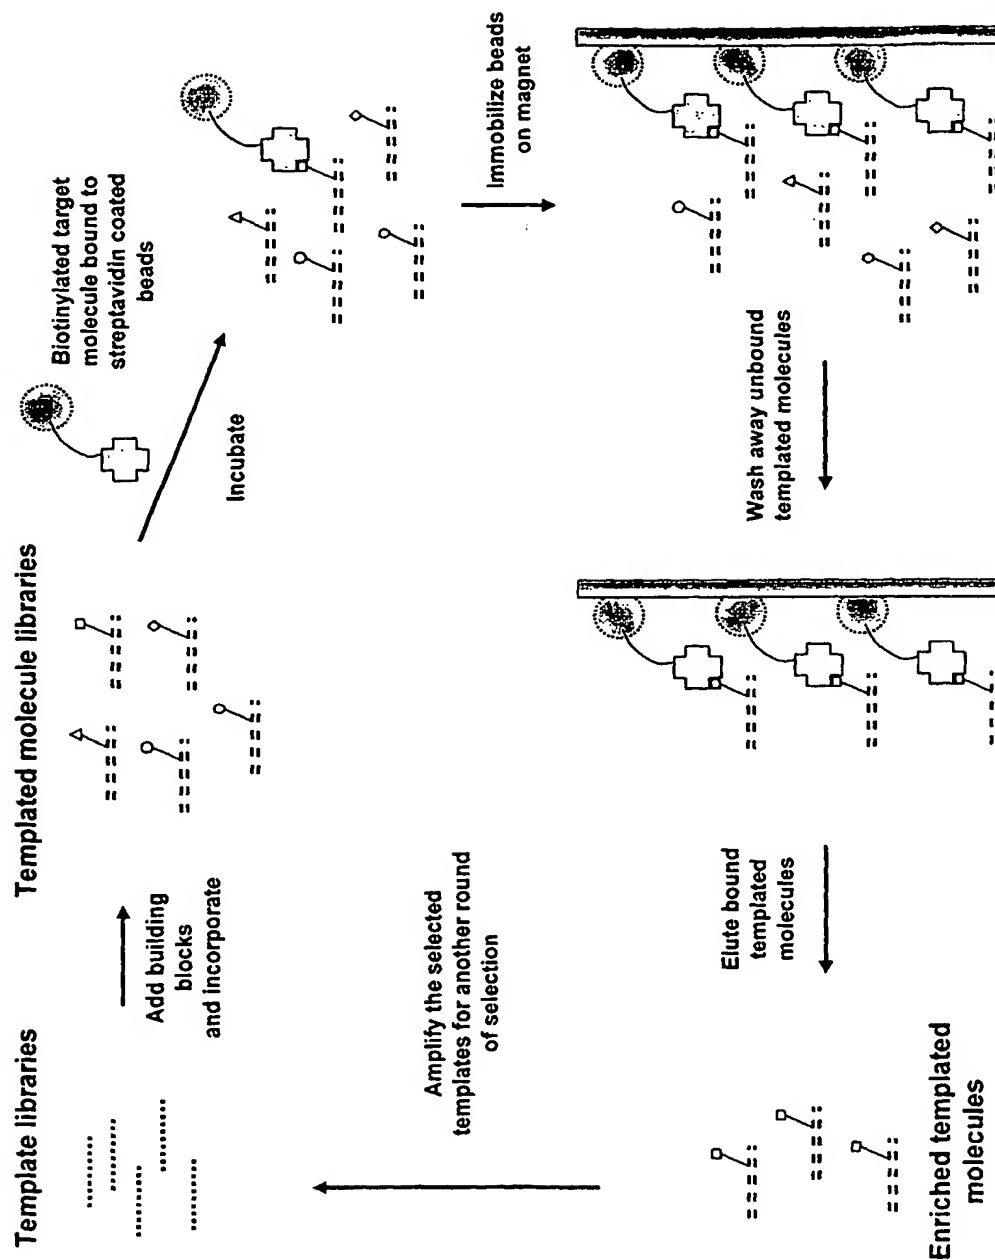 Template libraries
Add building
blocks
and incorporate
Templated molecule libraries
Biotinylated target
molecule bound to
streptavidin coated
beads
Incubate
Immobilize beads
on magnet
Wash away unbound
templated molecules
Elute bound
templated
molecules
Enriched templated
molecules
Amplify the selected
templates for another round
of selection